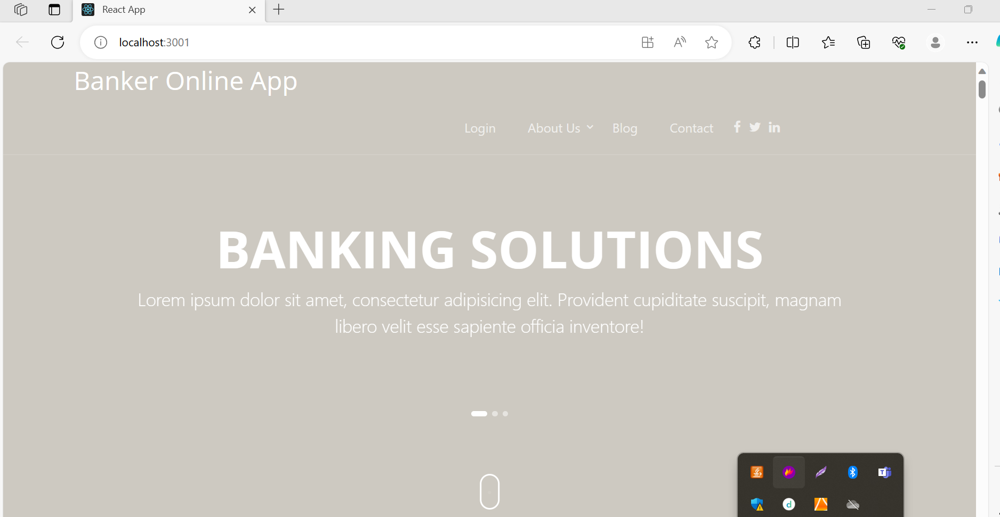 React App
localhost:3001
Banker Online App
Login About Us Blog Contact
BANKING SOLUTIONS
Lorem ipsum dolor sit amet, consectetur adipisicing elit. Provident cupiditate suscipit, magnam
libero velit esse sapiente officia inventore!